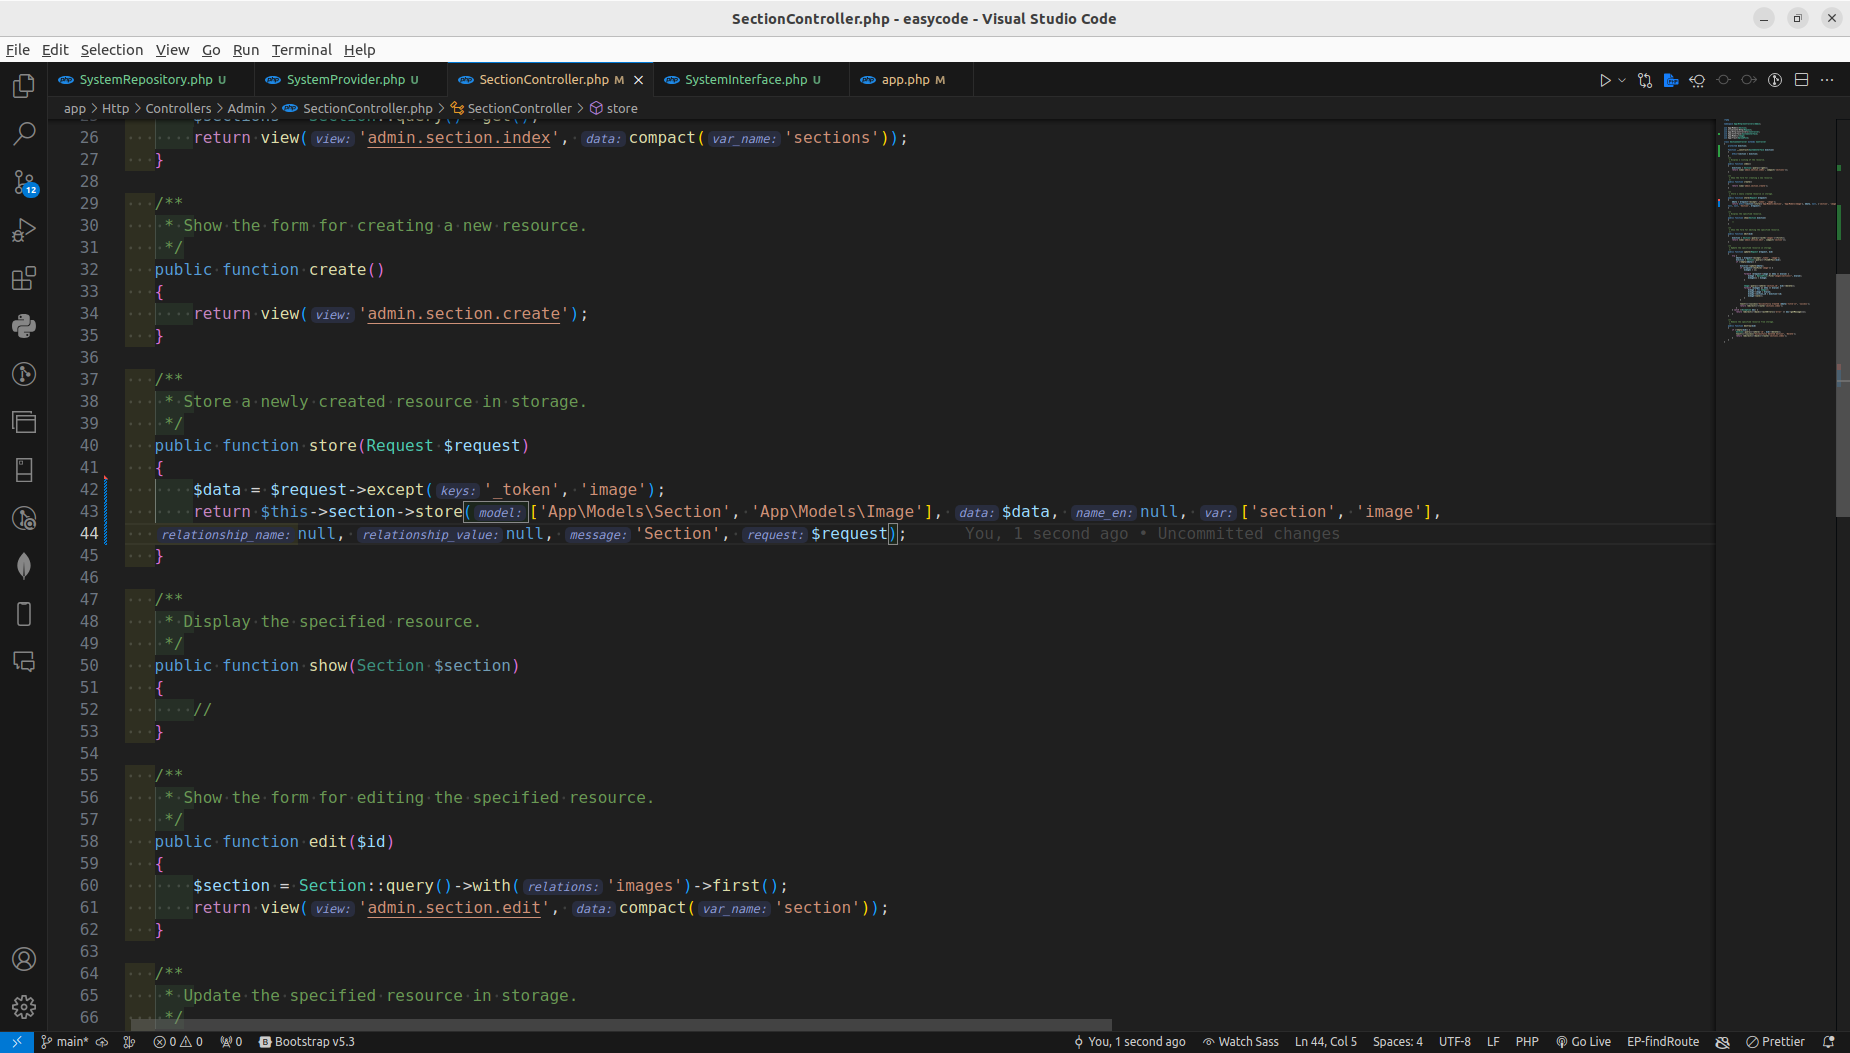 SectionController.php - easycode - Visual Studio Code
File Edit Selection View Go Run Terminal Help
SystemRepository.php U SystemProvider.php U SectionController.php M SystemInterface.php U app.php M
app > Http > Controllers > Admin > SectionController.php > SectionController > store
26 return view( view: 'admin.section.index', data: compact( var_name: 'sections'));
27 }
28
29 /**
30 * Show the form for creating a new resource.
31 */
32 public function create()
33 {
34 return view( view: 'admin.section.create');
35 }
36
37 /**
38 * Store a newly created resource in storage.
39 */
40 public function store(Request $request)
41 {
42 $data = $request->except( keys: '_token', 'image');
43 return $this->section->store( model: ['App\Models\Section', 'App\Models\Image'], data: $data, name_en: null, var: ['section', 'image'],
44 relationship_name: null, relationship_value: null, message: 'Section', request: $request); You, 1 second ago • Uncommitted changes
45 }
46
47 /**
48 * Display the specified resource.
49 */
50 public function show(Section $section)
51 {
52 //
53 }
54
55 /**
56 * Show the form for editing the specified resource.
57 */
58 public function edit($id)
59 {
60 $section = Section::query()->with( relations: 'images')->first();
61 return view( view: 'admin.section.edit', data: compact( var_name: 'section'));
62 }
63
64 /**
65 * Update the specified resource in storage.
66 */
12
main* 0 0 0 Bootstrap v5.3 You, 1 second ago Watch Sass Ln 44, Col 5 Spaces: 4 UTF-8 LF PHP Go Live EP-findRoute Prettier